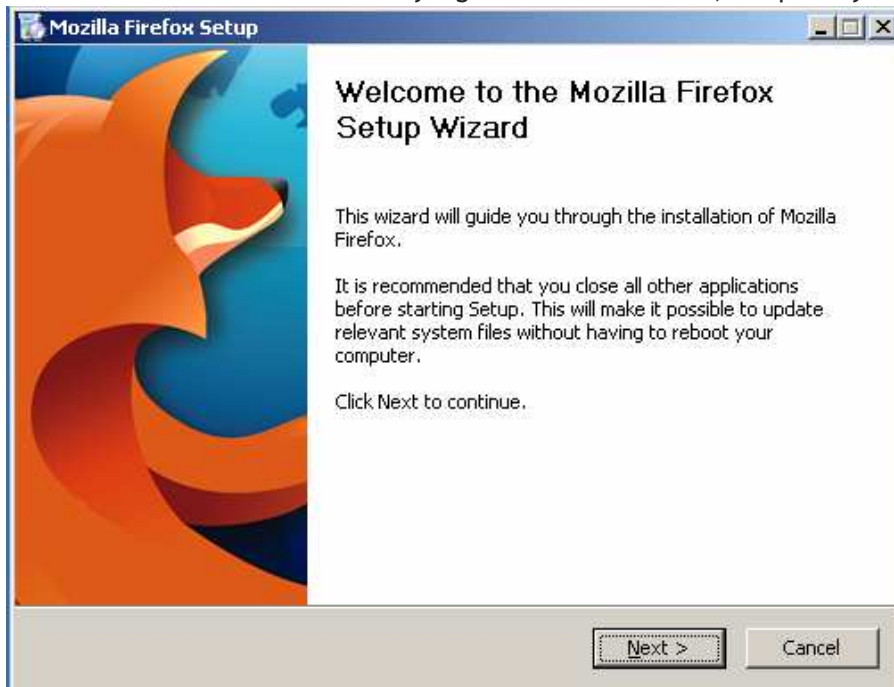 Mozilla Firefox Setup
Welcome to the Mozilla Firefox
Setup Wizard
This wizard will guide you through the installation of Mozilla
Firefox.
It is recommended that you close all other applications
before starting Setup. This will make it possible to update
relevant system files without having to reboot your
computer.
Click Next to continue.
Next >
Cancel